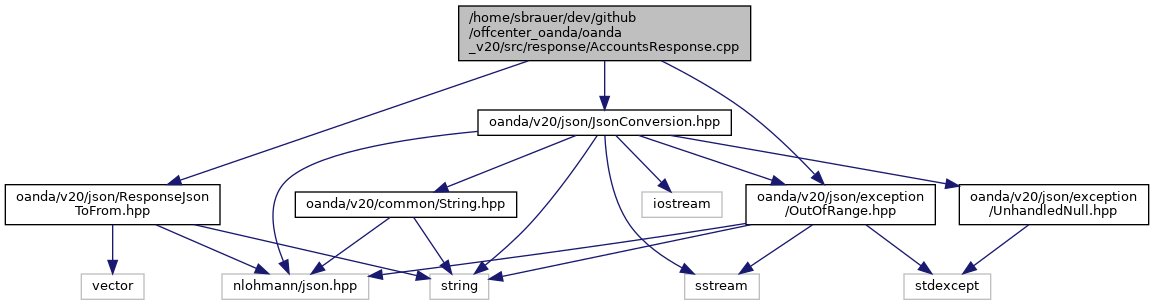 /home/sbrauer/dev/github
/offcenter_oanda/oanda
_v20/src/response/AccountsResponse.cpp
oanda/v20/json/JsonConversion.hpp
oanda/v20/json/ResponseJson
ToFrom.hpp
oanda/v20/common/String.hpp
iostream
oanda/v20/json/exception
/OutOfRange.hpp
oanda/v20/json/exception
/UnhandledNull.hpp
vector
nlohmann/json.hpp
string
sstream
stdexcept